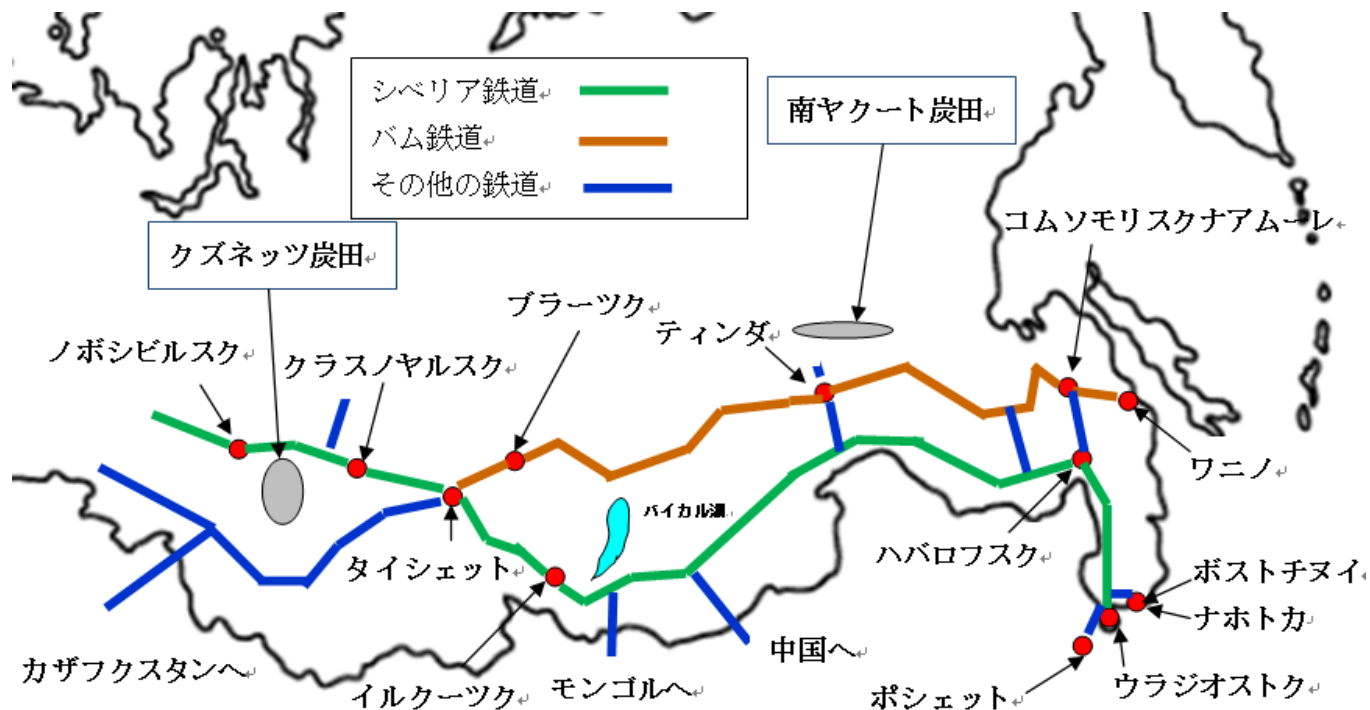 シベリア鉄道
バム鉄道
その他の鉄道
南ヤクート炭田
コムソモリスクナアムーレ
クズネッツ炭田
ブラーツク
ティンダ
ノボシビルスク
クラスノヤルスク
ワニノ
バイカル湖
ハバロフスク
タイシェット
ボストチヌイ
ナホトカ
カザフクスタンへ
イルクーツク
モンゴルへ
中国へ
ポシェット
ウラジオストク